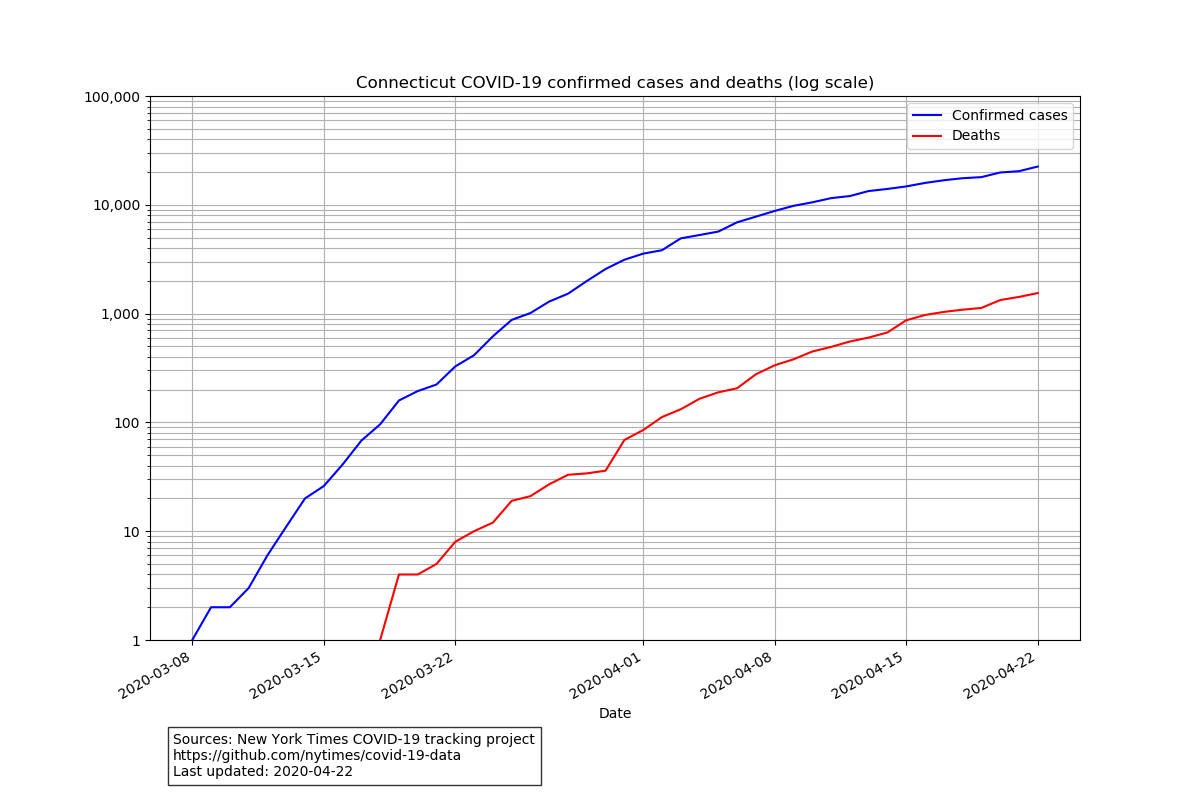 Connecticut COVID-19 confirmed cases and deaths (log scale)
100,000
10,000
1,000
100
10
1
Confirmed cases
Deaths
2020-03-08
2020-03-15
2020-03-22
2020-04-01
2020-04-08
2020-04-15
2020-04-22
Date
Sources: New York Times COVID-19 tracking project
https://github.com/nytimes/covid-19-data
Last updated: 2020-04-22